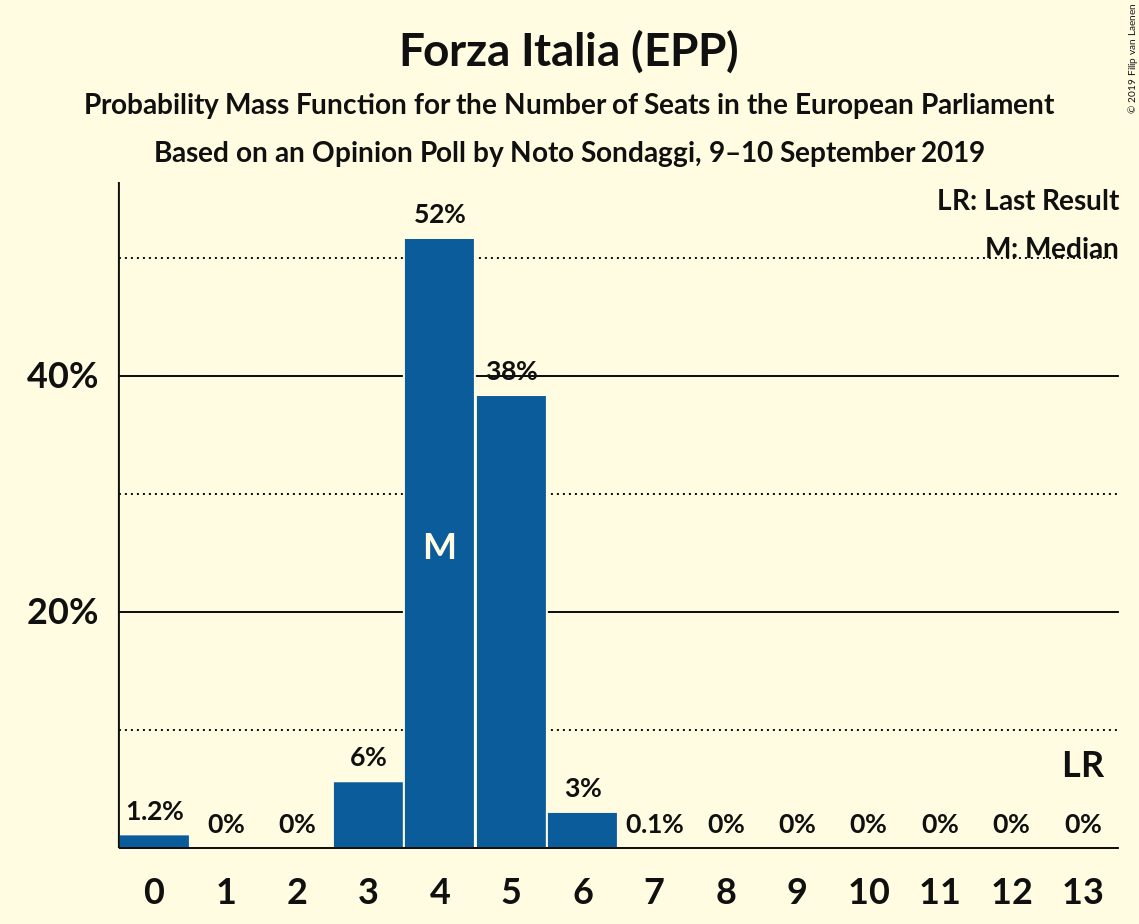 Forza Italia (EPP)
Probability Mass Function for the Number of Seats in the European Parliament
Based on an Opinion Poll by Noto Sondaggi, 9–10 September 2019
© 2019 Filip van Laenen
LR: Last Result
M: Median
52%
40%
38%
M
20%
6%
LR
3%
1.2%
0%
0%
0.1%
0%
0%
0%
0%
0%
0%
0 1 2 3 4 5 6 7 8 9 10 11 12 13